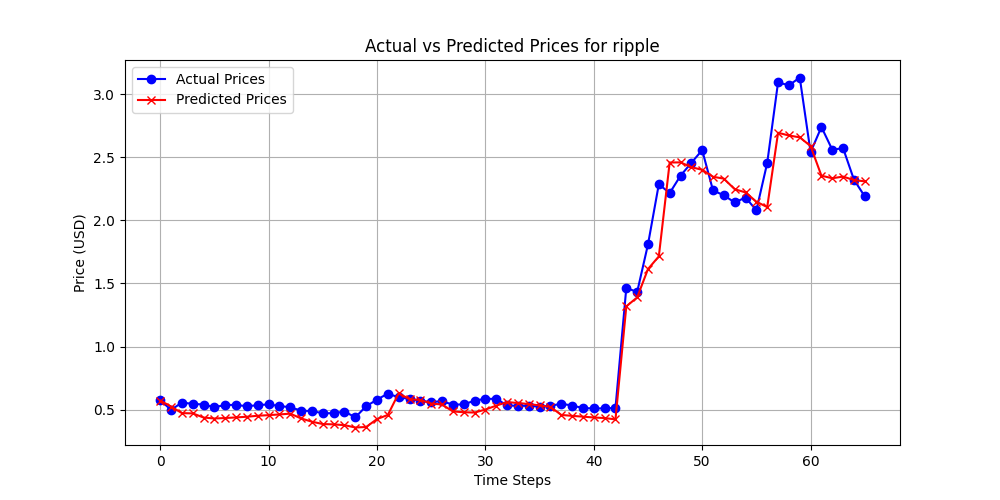 Actual vs Predicted Prices for ripple
Actual Prices
Predicted Prices
3.0
2.5
2.0
1.5
1.0
0.5
Price (USD)
0 10 20 30 40 50 60
Time Steps